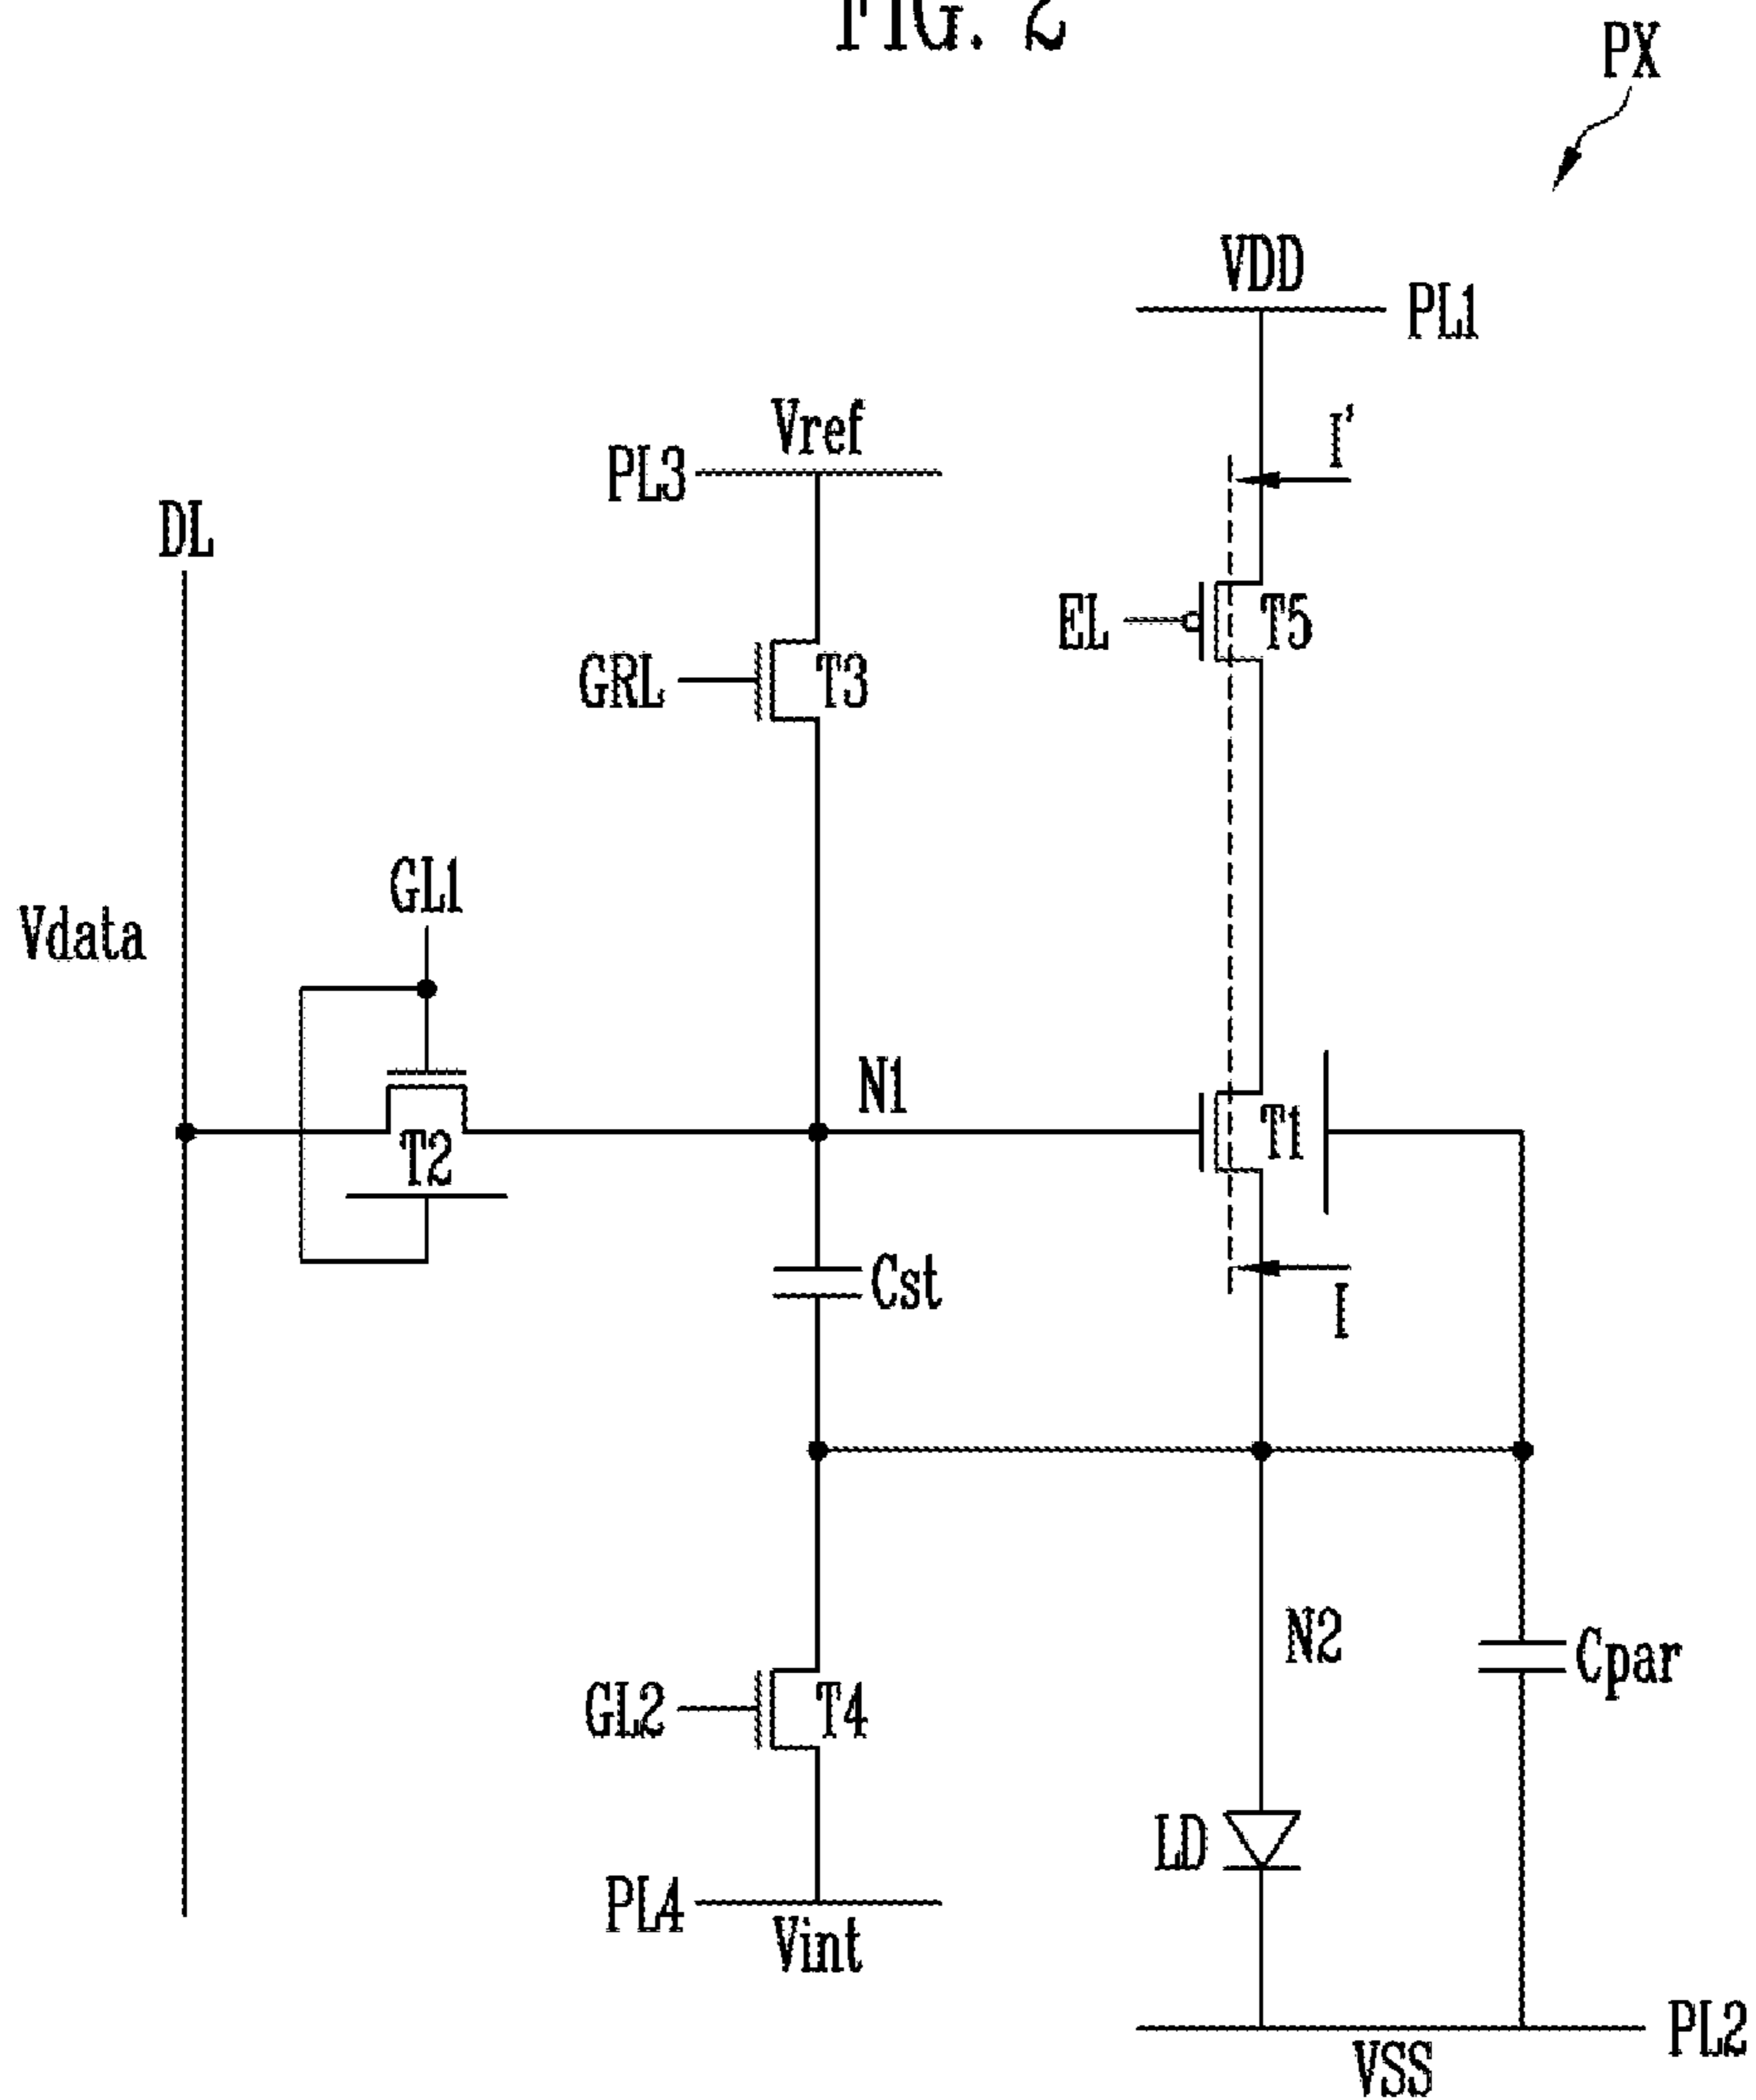 FIG. 2
PX
VDD
PL1
Vref
PL3
I'
DL
EL
T5
GRL
T3
GL1
Vdata
N1
T1
T2
Cst
I
N2
Cpar
GL2
T4
LD
PL4
Vint
PL2
VSS